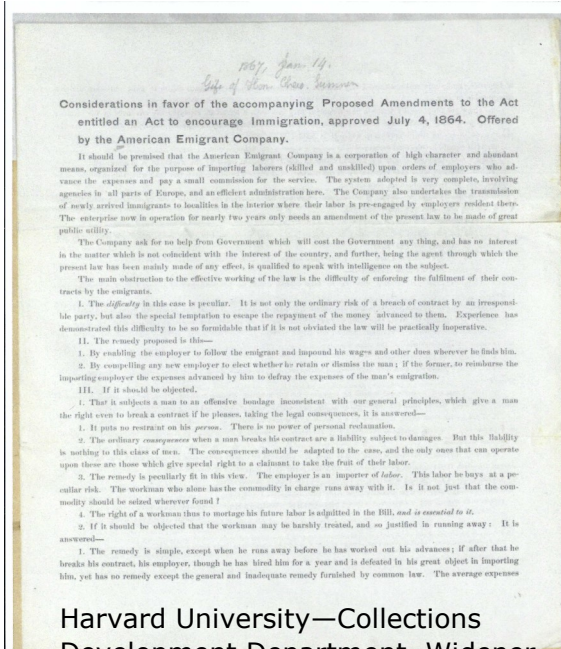 1867, Jan. 14.
Gift of Hon. Chas. Sumner
Considerations in favor of the accompanying Proposed Amendments to the Act
entitled an Act to encourage Immigration, approved July 4, 1864. Offered
by the American Emigrant Company.
It should be premised that the American Emigrant Company is a corporation of high character and abundant
means, organized for the purpose of importing laborers (skilled and unskilled) upon orders of employers who ad-
vance the expenses and pay a small commission for the service. The system adopted is very complete, involving
agencies in all parts of Europe, and an efficient administration here. The Company also undertakes the transmission
of newly arrived immigrants to localities in the interior where their labor is pre-engaged by employers resident there.
The enterprise now in operation for nearly two years only needs an amendment of the present law to be made of great
public utility.
The Company ask for no help from Government which will cost the Government any thing, and has no interest
in the matter which is not coincident with the interest of the country, and further, being the agent through which the
present law has been mainly made of any effect, is qualified to speak with intelligence on the subject.
The main obstruction to the effective working of the law is the difficulty of enforcing the fulfilment of their con-
tracts by the emigrants.
I. The difficulty in this case is peculiar. It is not only the ordinary risk of a breach of contract by an irresponsi-
ble party, but also the special temptation to escape the repayment of the money advanced to them. Experience has
demonstrated this difficulty to be so formidable that if it is not obviated the law will be practically inoperative.
II. The remedy proposed is this—
1. By enabling the employer to follow the emigrant and impound his wages and other dues wherever he finds him.
2. By compelling any new employer to elect whether he retain or dismiss the man; if the former, to reimburse the
importing employer the expenses advanced by him to defray the expenses of the man's emigration.
III. If it should be objected,
1. That it subjects a man to an offensive bondage inconsistent with our general principles, which give a man
the right even to break a contract if he pleases, taking the legal consequences, it is answered—
1. It puts no restraint on his person. There is no power of personal reclamation.
2. The ordinary consequences when a man breaks his contract are a liability subject to damages But this liability
is nothing to this class of men. The consequences should be adapted to the case, and the only ones that can operate
upon these are those which give special right to a claimant to take the fruit of their labor.
3. The remedy is peculiarly fit in this view. The employer is an importer of labor. This labor he buys at a pe-
culiar risk. The workman who alone has the commodity in charge runs away with it. Is it not just that the com-
modity should be seized wherever found?
4. The right of a workman thus to mortage his future labor is admitted in the Bill, and is essential to it.
2. If it should be objected that the workman may be harshly treated, and so justified in running away: It is
answered—
1. The remedy is simple, except when he runs away before he has worked out his advances; if after that he
breaks his contract, his employer, though he has hired him for a year and is defeated in his great object in importing
him, yet has no remedy except the general and inadequate remedy furnished by common law. The average expenses
Harvard University—Collections
Development Department, Widener